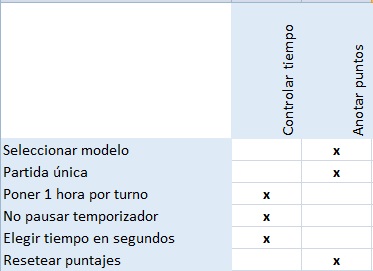 Controlar tiempo
Anotar puntos
Seleccionar modelo x
Partida única x
Poner 1 hora por turno x
No pausar temporizador x
Elegir tiempo en segundos x
Resetear puntajes x